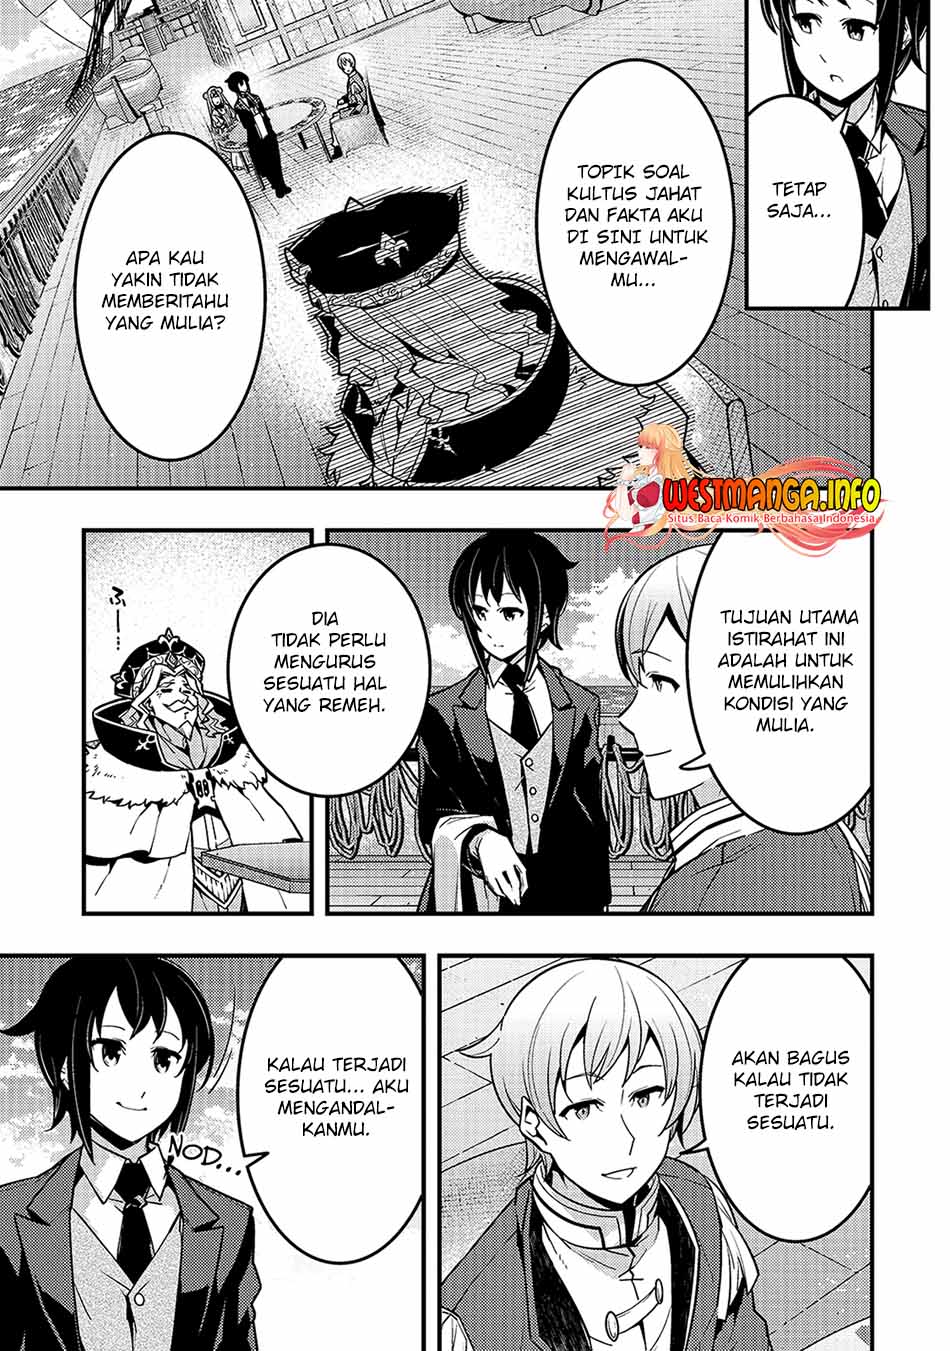 TETAP
SAJA...
TOPIK SOAL
KULTUS JAHAT
DAN FAKTA AKU
DI SINI UNTUK
MENGAWAL-
MU...
APA KAU
YAKIN TIDAK
MEMBERITAHU
YANG MULIA?
WESTMANGA.INFO
Situs Baca Komik Berbahasa Indonesia
TUJUAN UTAMA
ISTIRAHAT INI
ADALAH UNTUK
MEMULIHKAN
KONDISI YANG
MULIA.
DIA
TIDAK PERLU
MENGURUS
SESUATU HAL
YANG REMEH.
ふーっ
AKAN BAGUS
KALAU TIDAK
TERJADI
SESUATU.
KALAU TERJADI
SESUATU... AKU
MENGANDAL-
KANMU.
NOD...